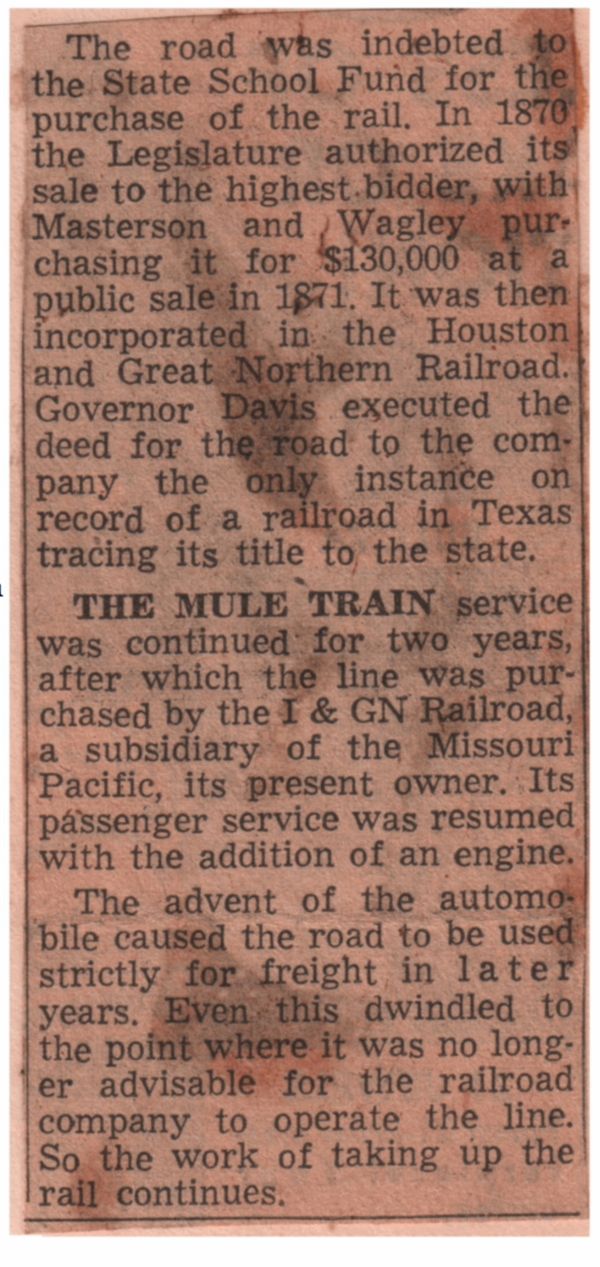 The road was indebted to
the State School Fund for the
purchase of the rail. In 1870
the Legislature authorized its
sale to the highest bidder, with
Masterson and Wagley pur-
chasing it for $130,000 at a
public sale in 1871. It was then
incorporated in the Houston
and Great Northern Railroad.
Governor Davis executed the
deed for the road to the com-
pany the only instance on
record of a railroad in Texas
tracing its title to the state.
THE MULE TRAIN service
was continued for two years,
after which the line was pur-
chased by the I & GN Railroad,
a subsidiary of the Missouri
Pacific, its present owner. Its
passenger service was resumed
with the addition of an engine.
The advent of the automo-
bile caused the road to be used
strictly for freight in later
years. Even this dwindled to
the point where it was no long-
er advisable for the railroad
company to operate the line.
So the work of taking up the
rail continues.